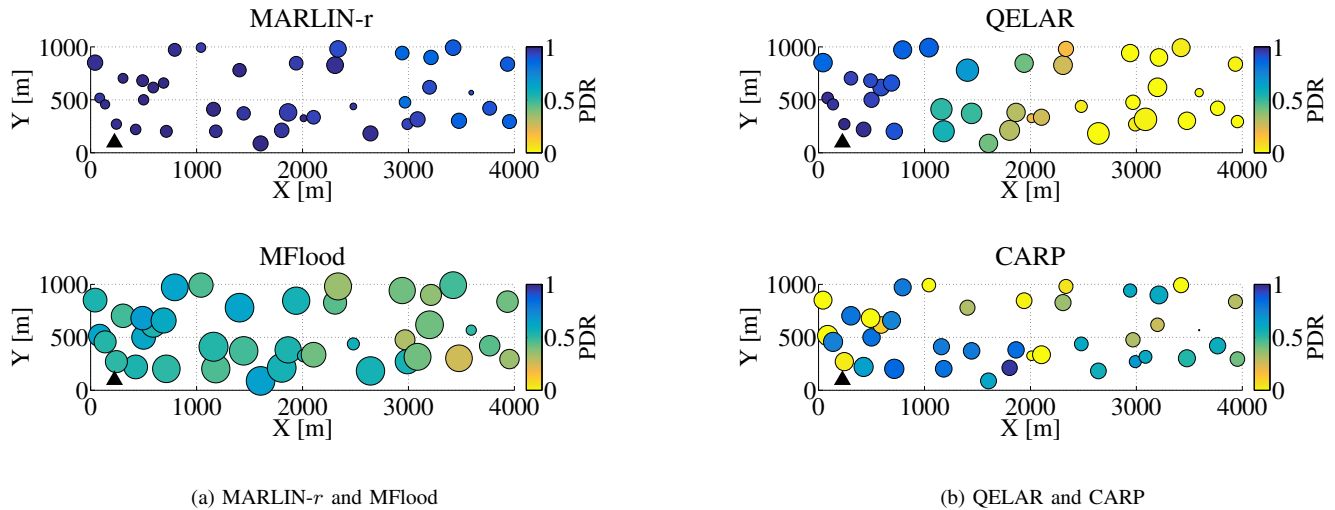 MARLIN-r
1000
500
0
Y [m]
0 1000 2000 3000 4000
X [m]
1
0.5
0
PDR
QELAR
1000
500
0
Y [m]
0 1000 2000 3000 4000
X [m]
1
0.5
0
PDR
MFlood
1000
500
0
Y [m]
0 1000 2000 3000 4000
X [m]
1
0.5
0
PDR
CARP
1000
500
0
Y [m]
0 1000 2000 3000 4000
X [m]
1
0.5
0
PDR
(a) MARLIN-r and MFlood
(b) QELAR and CARP